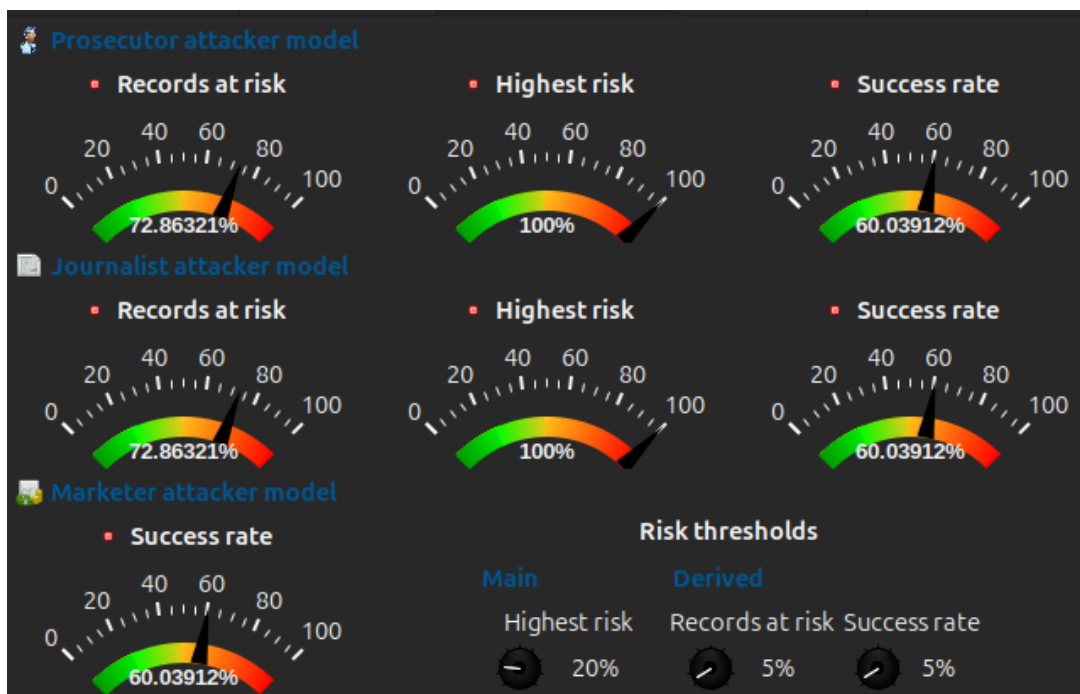 Prosecutor attacker model
Records at risk
0 20 40 60 80 100
72.86321%
Highest risk
0 20 40 60 80 100
100%
Success rate
0 20 40 60 80 100
60.03912%
Journalist attacker model
Records at risk
0 20 40 60 80 100
72.86321%
Highest risk
0 20 40 60 80 100
100%
Success rate
0 20 40 60 80 100
60.03912%
Marketer attacker model
Success rate
0 20 40 60 80 100
60.03912%
Risk thresholds
Main
Highest risk
20%
Derived
Records at risk
5%
Success rate
5%